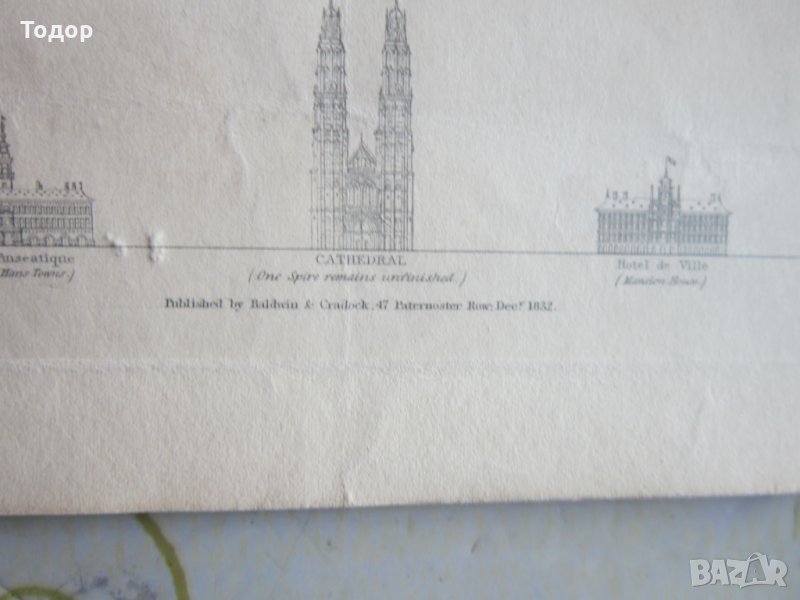 Тодор
Anseatique
Hans Towns.)
CATHEDRAL
(One Spire remains unfinished.)
Hotel de Ville
(Mansion House.)
Published by Baldwin & Cradock, 47 Paternoster Row; Decr. 1832.
BAZAR